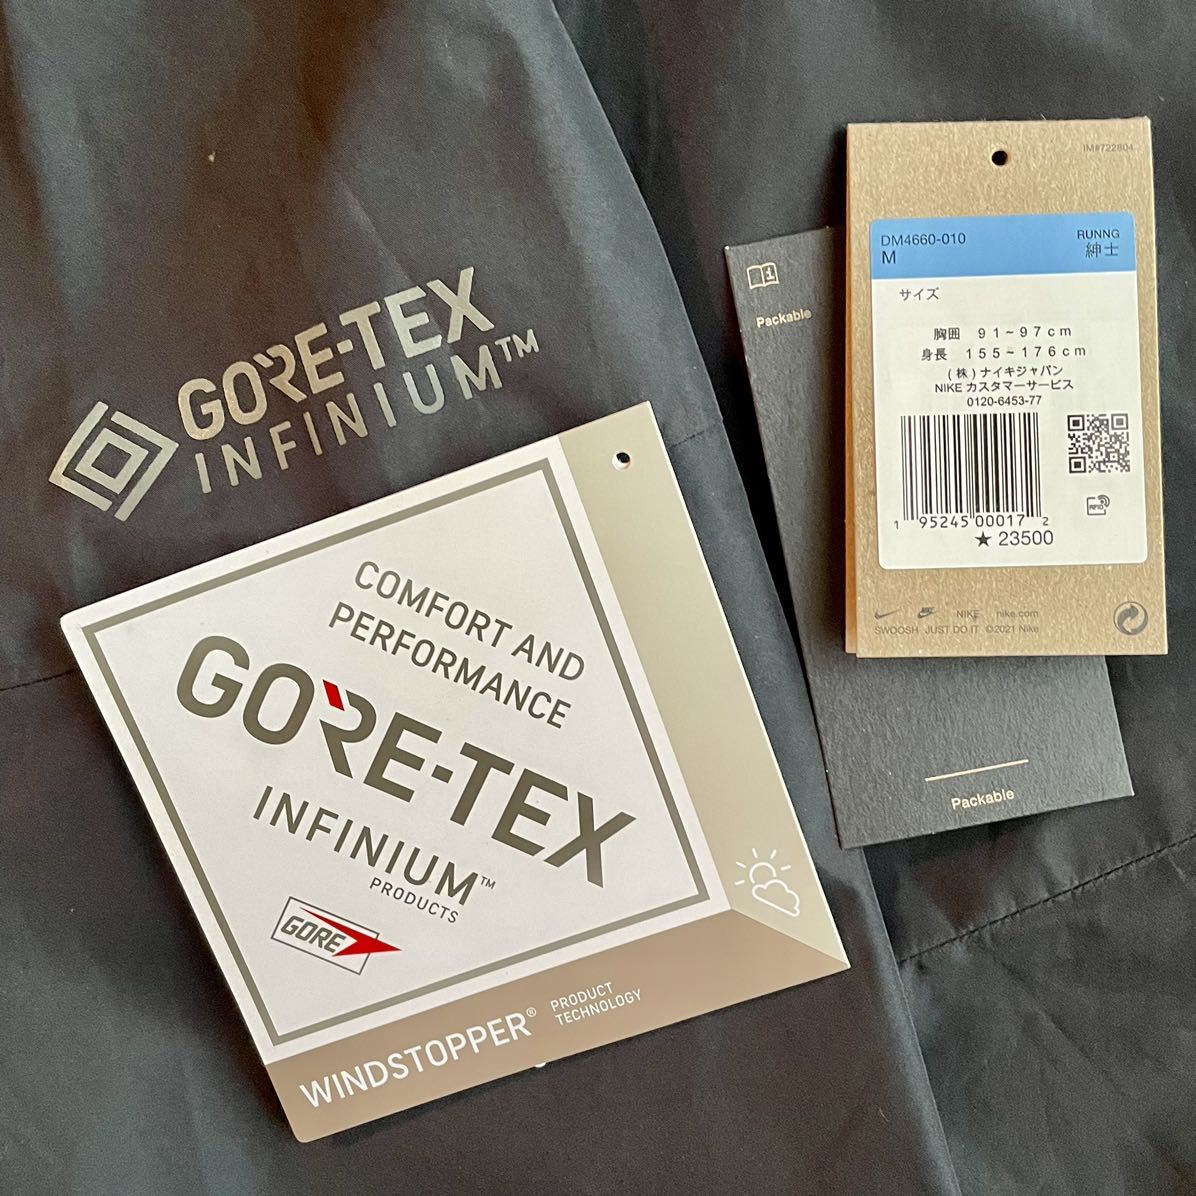 GORE-TEX
INFINIUM™
COMFORT AND
PERFORMANCE
GORE-TEX
INFINIUM™
PRODUCTS
GORE
WINDSTOPPER®
PRODUCT
TECHNOLOGY
Packable
Packable
IM#722804
DM4660-010
RUNNG
M
紳士
サイズ
胸囲 91~97cm
身長 155~176cm
(株)ナイキジャパン
NIKE カスタマーサービス
0120-6453-77
1 95245 00017 2
★ 23500
RFID
NIKE nike.com
SWOOSH JUST DO IT ©2021 Nike